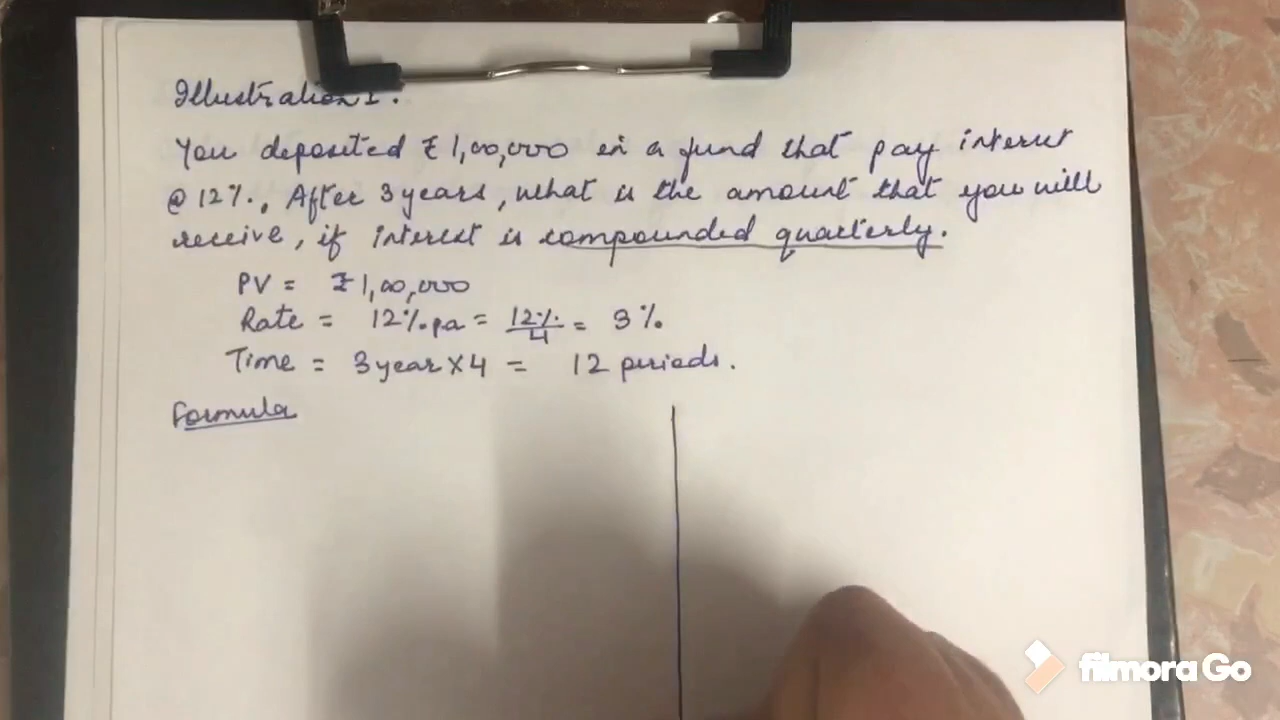 Illustration 1.
You deposited ₹1,00,000 in a fund that pay interest
@ 12%. After 3 years, what is the amount that you will
receive, if interest is compounded quarterly.
PV = ₹1,00,000
Rate = 12% pa = 12%/4 = 3%
Time = 3 year × 4 = 12 periods.
Formula
filmoraGo